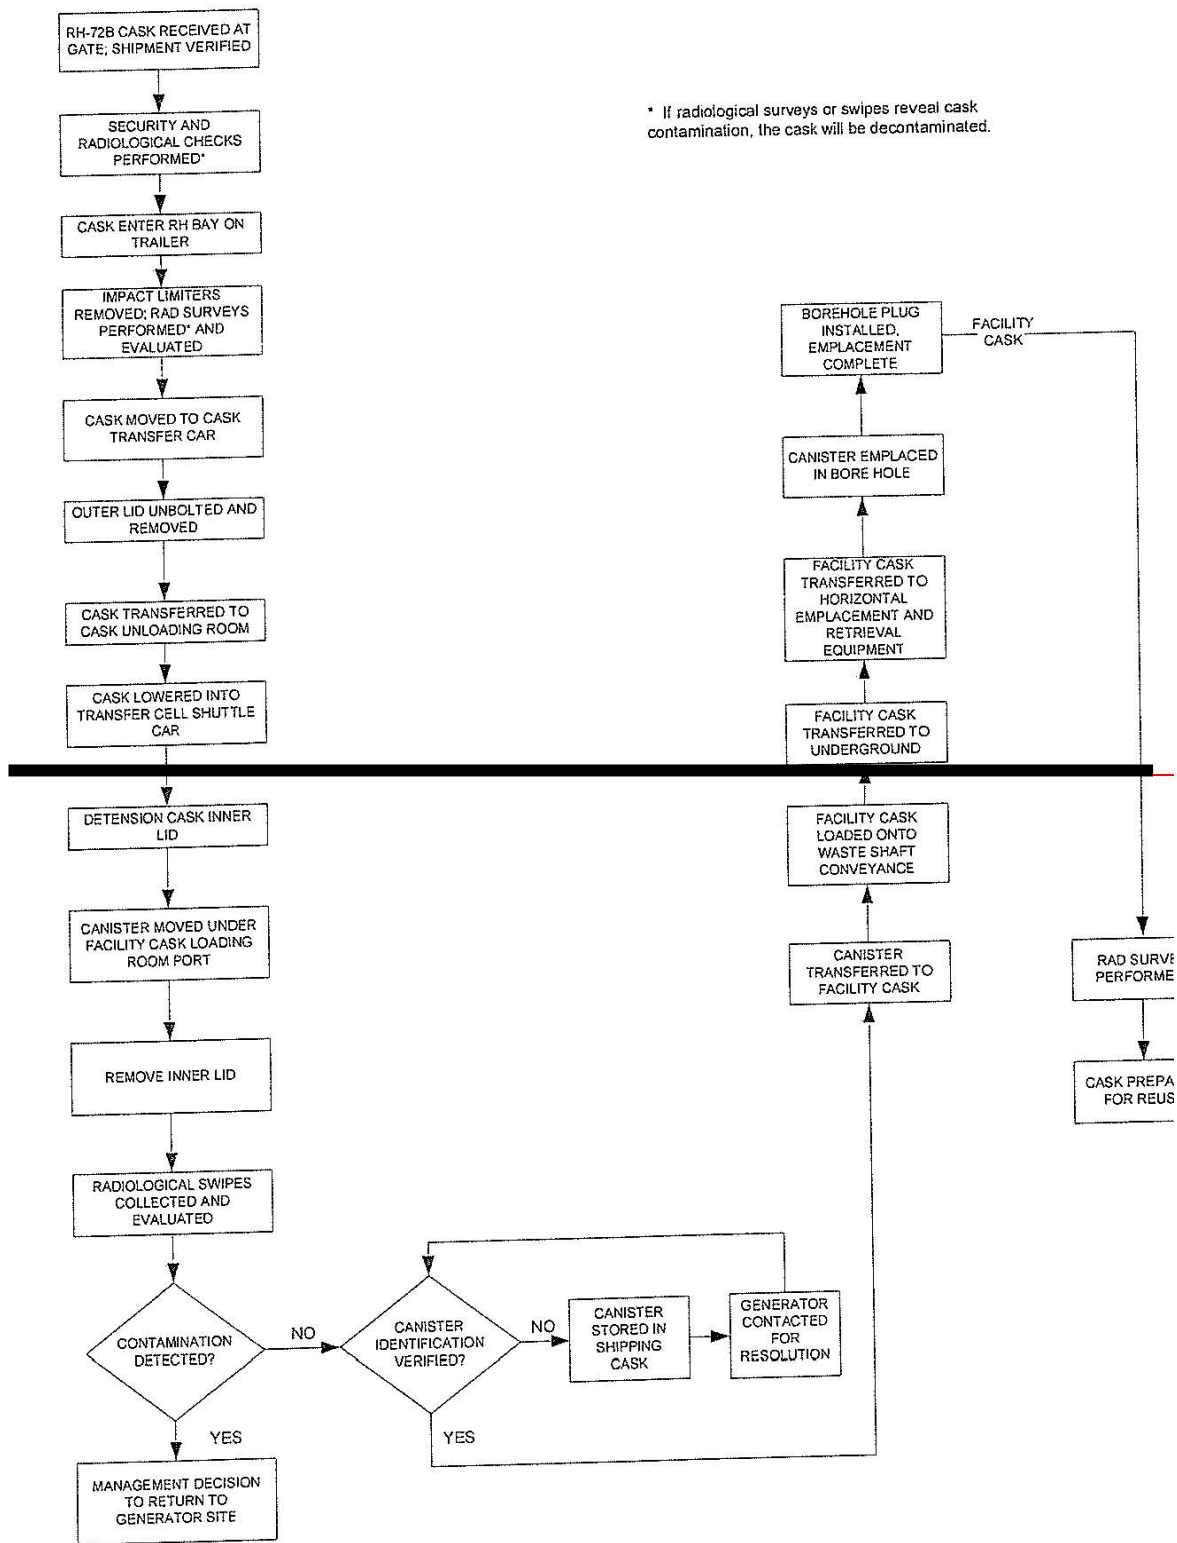 RH-72B CASK RECEIVED AT
GATE; SHIPMENT VERIFIED
* If radiological surveys or swipes reveal cask
contamination, the cask will be decontaminated.
SECURITY AND
RADIOLOGICAL CHECKS
PERFORMED*
CASK ENTER RH BAY ON
TRAILER
IMPACT LIMITERS
REMOVED; RAD SURVEYS
PERFORMED* AND
EVALUATED
CASK MOVED TO CASK
TRANSFER CAR
OUTER LID UNBOLTED AND
REMOVED
CASK TRANSFERRED TO
CASK UNLOADING ROOM
CASK LOWERED INTO
TRANSFER CELL SHUTTLE
CAR
DETENSION CASK INNER
LID
CANISTER MOVED UNDER
FACILITY CASK LOADING
ROOM PORT
REMOVE INNER LID
RADIOLOGICAL SWIPES
COLLECTED AND
EVALUATED
CONTAMINATION
DETECTED?
YES
MANAGEMENT DECISION
TO RETURN TO
GENERATOR SITE
NO
CANISTER
IDENTIFICATION
VERIFIED?
NO
CANISTER
STORED IN
SHIPPING
CASK
GENERATOR
CONTACTED
FOR
RESOLUTION
YES
CANISTER
TRANSFERRED TO
FACILITY CASK
FACILITY CASK
LOADED ONTO
WASTE SHAFT
CONVEYANCE
FACILITY CASK
TRANSFERRED TO
UNDERGROUND
FACILITY CASK
TRANSFERRED TO
HORIZONTAL
EMPLACEMENT AND
RETRIEVAL
EQUIPMENT
CANISTER EMPLACED
IN BORE HOLE
BOREHOLE PLUG
INSTALLED,
EMPLACEMENT
COMPLETE
FACILITY
CASK
RAD SURVE
PERFORME
CASK PREPA
FOR REUS